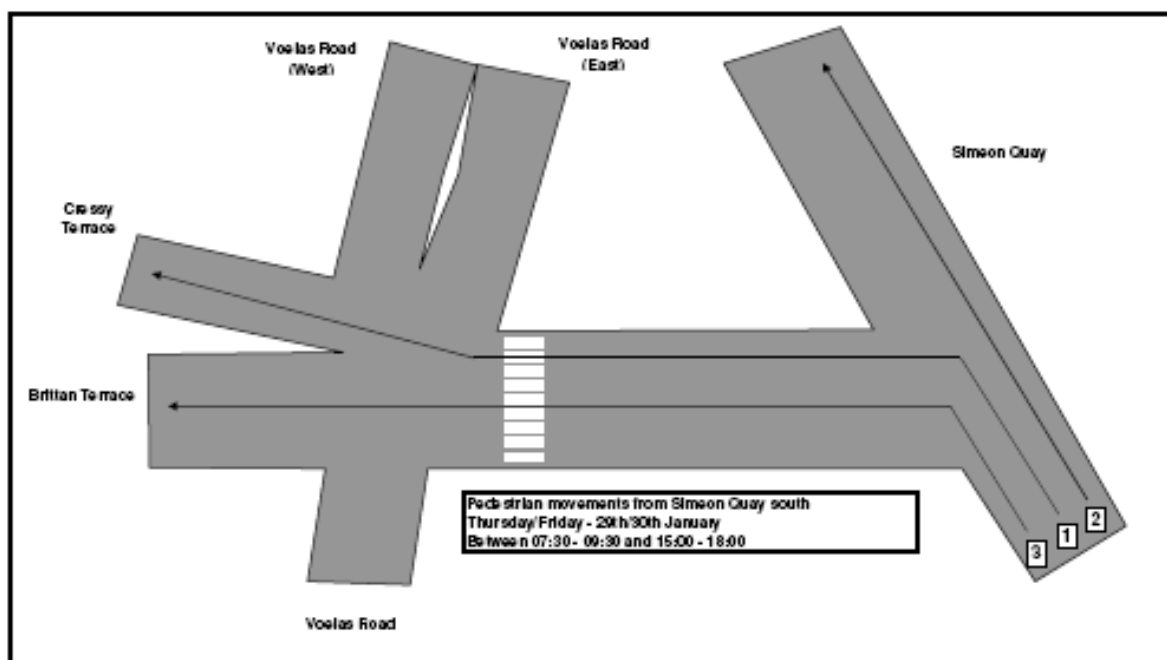 Voelas Road
(West)
Voelas Road
(East)
Simeon Quay
Cressy
Terrace
Brittan Terrace
Pedestrian movements from Simeon Quay south
Thursday/Friday - 29th/30th January
Between 07:30 - 09:30 and 15:00 - 18:00
3
1
2
Voelas Road